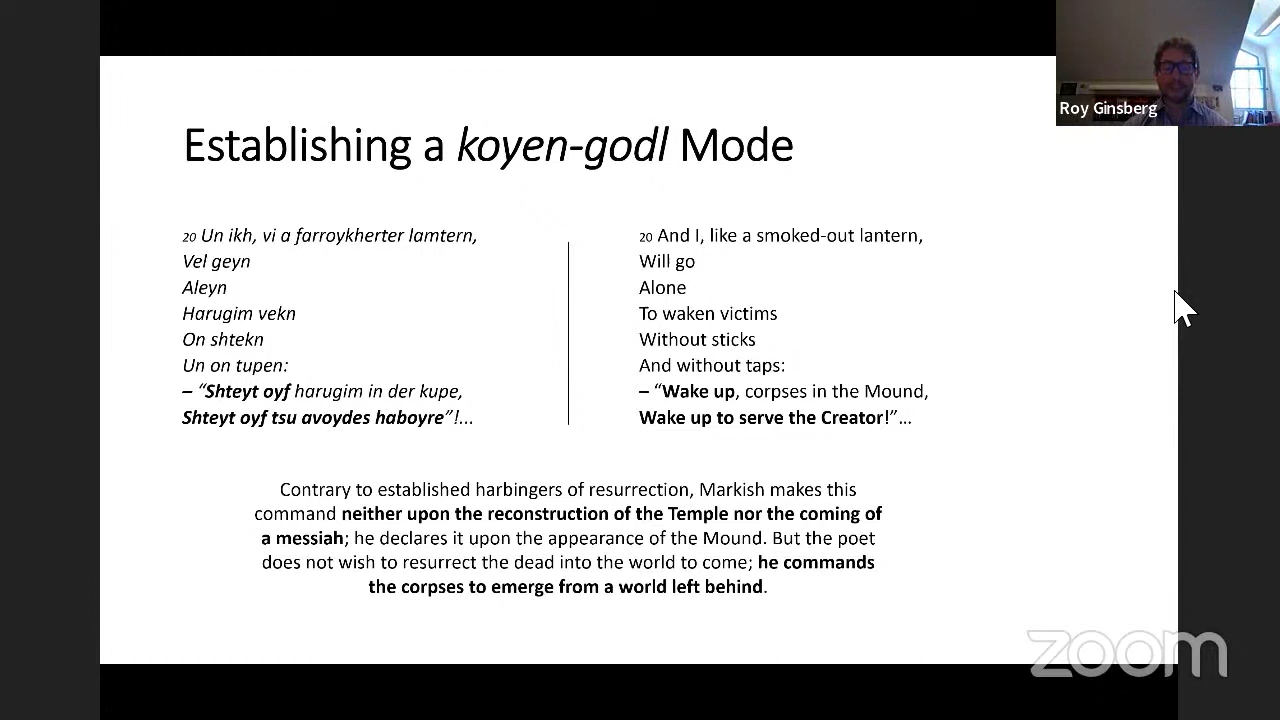 Roy Ginsberg
Establishing a koyen-godl Mode
20 Un ikh, vi a farroykherter lamtern,
Vel geyn
Aleyn
Harugim vekn
On shtekn
Un on tupen:
– “Shteyt oyf harugim in der kupe,
Shteyt oyf tsu avoydes haboyre”!...
20 And I, like a smoked-out lantern,
Will go
Alone
To waken victims
Without sticks
And without taps:
– “Wake up, corpses in the Mound,
Wake up to serve the Creator!”…
Contrary to established harbingers of resurrection, Markish makes this
command neither upon the reconstruction of the Temple nor the coming of
a messiah; he declares it upon the appearance of the Mound. But the poet
does not wish to resurrect the dead into the world to come; he commands
the corpses to emerge from a world left behind.
zoom